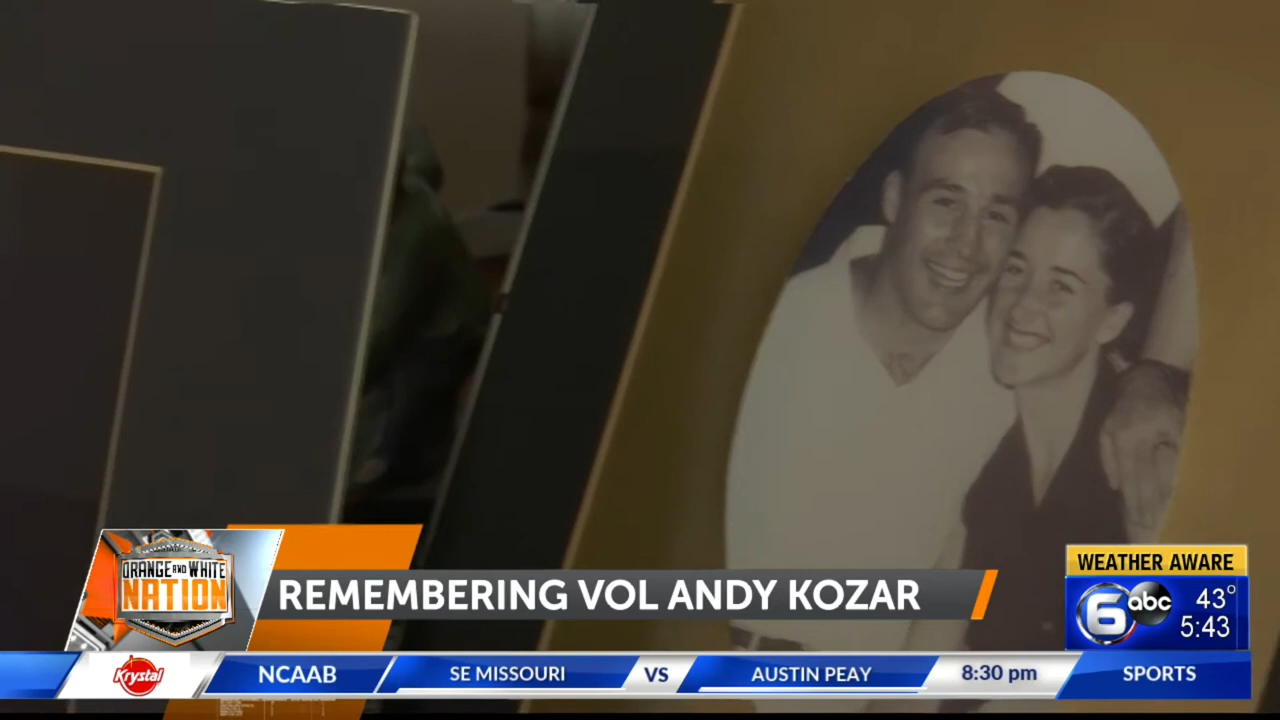 ORANGE AND WHITE
NATION
REMEMBERING VOL ANDY KOZAR
WEATHER AWARE
6 abc
43°
5:43
Krystal
NCAAB
SE MISSOURI
VS
AUSTIN PEAY
8:30 pm
SPORTS